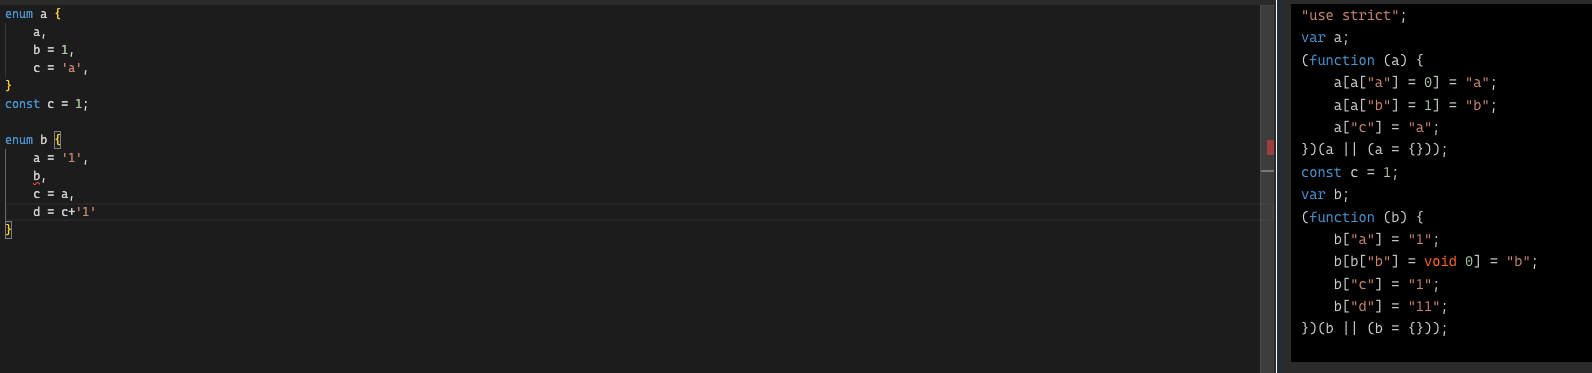 enum a {
    a,
    b = 1,
    c = 'a',
}
const c = 1;
enum b {
    a = '1',
    b,
    c = a,
    d = c+'1'
}
"use strict";
var a;
(function (a) {
    a[a["a"] = 0] = "a";
    a[a["b"] = 1] = "b";
    a["c"] = "a";
})(a || (a = {}));
const c = 1;
var b;
(function (b) {
    b["a"] = "1";
    b[b["b"] = void 0] = "b";
    b["c"] = "1";
    b["d"] = "11";
})(b || (b = {}));